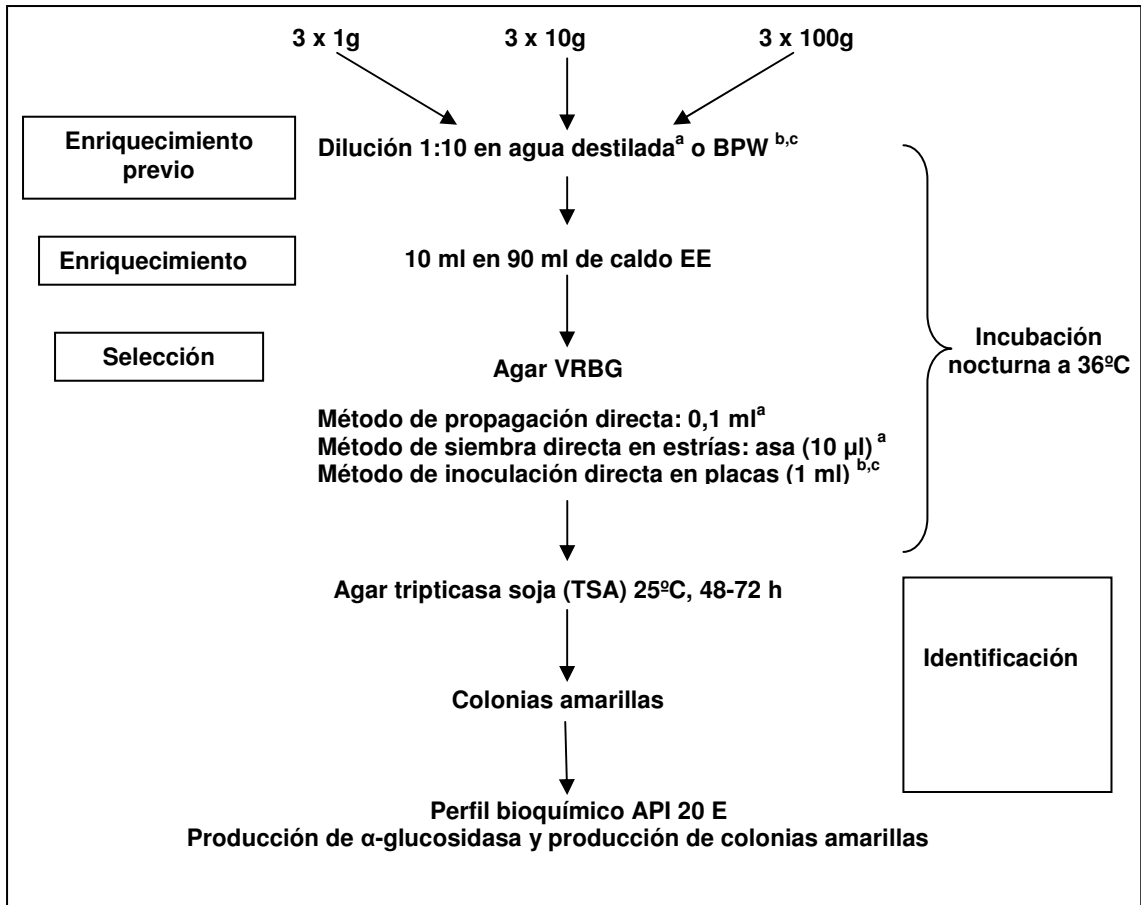 3 x 1g 3 x 10g 3 x 100g
Enriquecimiento
previo
Dilución 1:10 en agua destilada^a o BPW ^b,c
Enriquecimiento
10 ml en 90 ml de caldo EE
Selección
Agar VRBG
Incubación
nocturna a 36ºC
Método de propagación directa: 0,1 ml^a
Método de siembra directa en estrías: asa (10 µl) ^a
Método de inoculación directa en placas (1 ml) ^b,c
Agar tripticasa soja (TSA) 25ºC, 48-72 h
Identificación
Colonias amarillas
Perfil bioquímico API 20 E
Producción de α-glucosidasa y producción de colonias amarillas